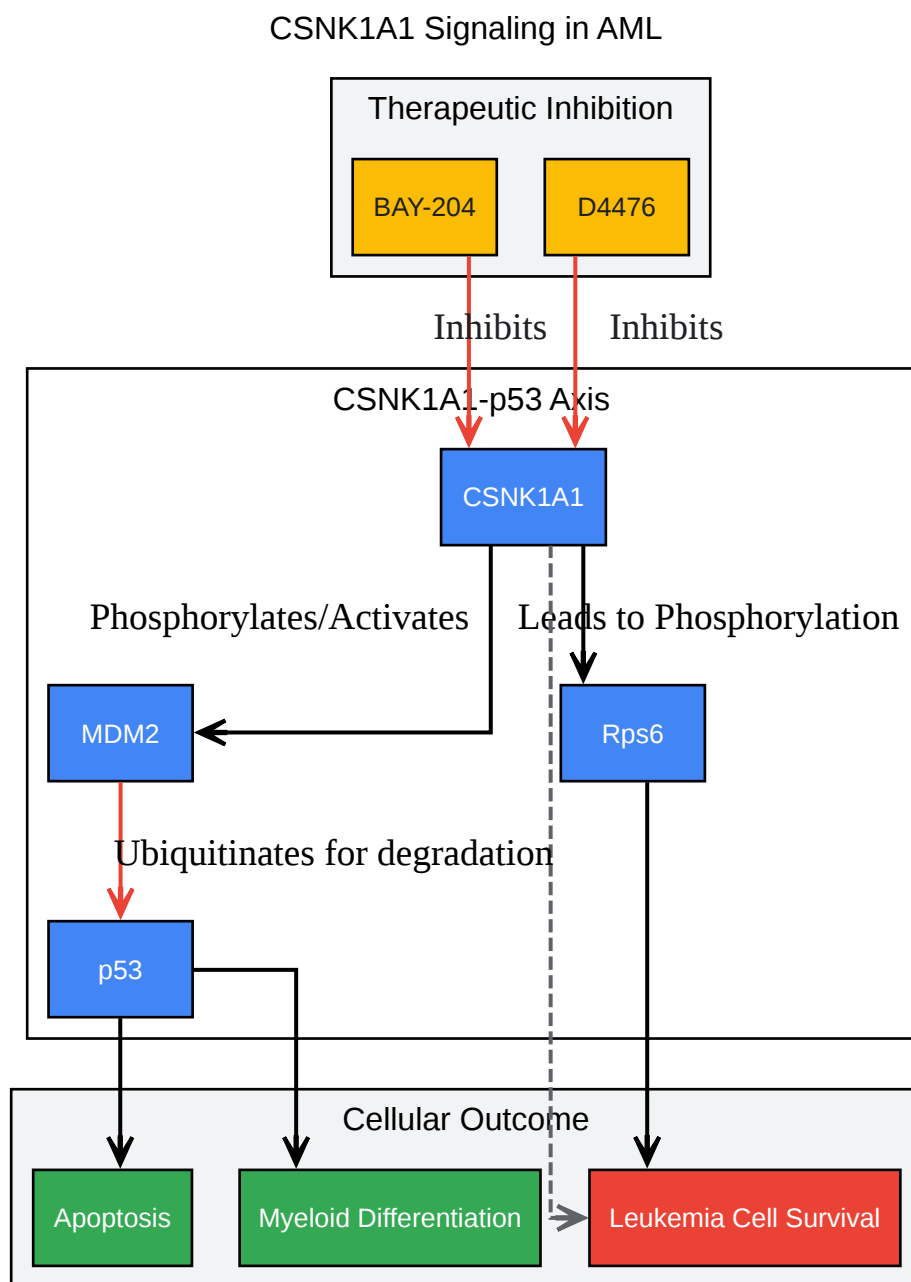 CSNK1A1 Signaling in AML
Therapeutic Inhibition
BAY-204
D4476
Inhibits
Inhibits
CSNK1A1-p53 Axis
CSNK1A1
Phosphorylates/Activates
Leads to Phosphorylation
MDM2
Rps6
Ubiquitinates for degradation
p53
Cellular Outcome
Apoptosis
Myeloid Differentiation
Leukemia Cell Survival